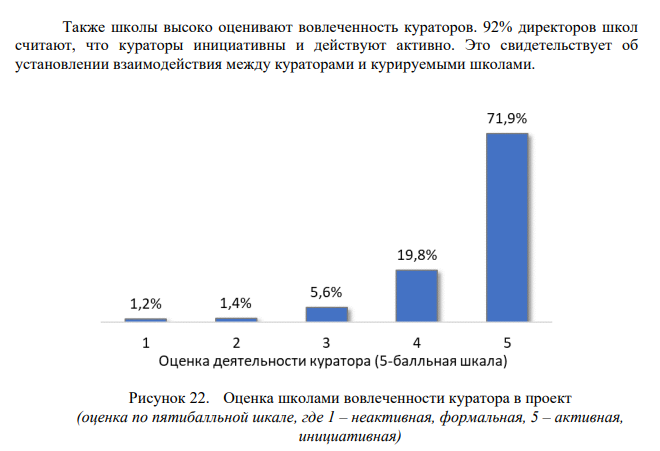 Также школы высоко оценивают вовлеченность кураторов. 92% директоров школ
считают, что кураторы инициативны и действуют активно. Это свидетельствует об
установлении взаимодействия между кураторами и курируемыми школами.
71,9%
19,8%
5,6%
1,2% 1,4%
1 2 3 4 5
Оценка деятельности куратора (5-балльная шкала)
Рисунок 22. Оценка школами вовлеченности куратора в проект
(оценка по пятибалльной шкале, где 1 – неактивная, формальная, 5 – активная,
инициативная)